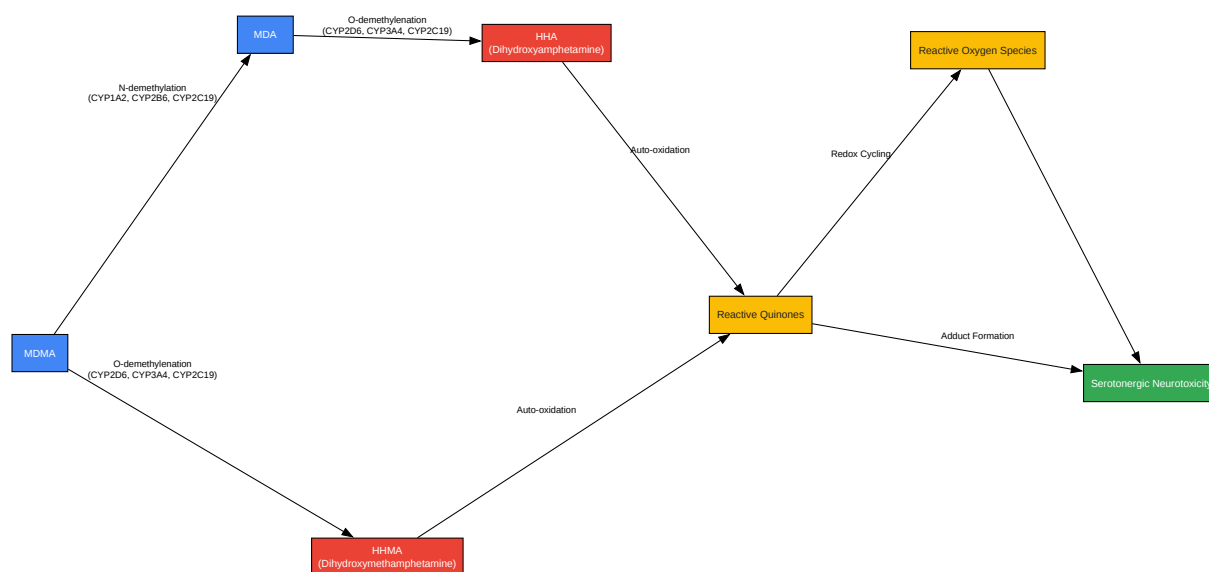 O-demethylenation
(CYP2D6, CYP3A4, CYP2C19)
MDA
HHA
(Dihydroxyamphetamine)
Reactive Oxygen Species
N-demethylation
(CYP1A2, CYP2B6, CYP2C19)
Auto-oxidation
Redox Cycling
Reactive Quinones
Adduct Formation
MDMA
O-demethylenation
(CYP2D6, CYP3A4, CYP2C19)
Serotonergic Neurotoxicity
Auto-oxidation
HHMA
(Dihydroxymethamphetamine)